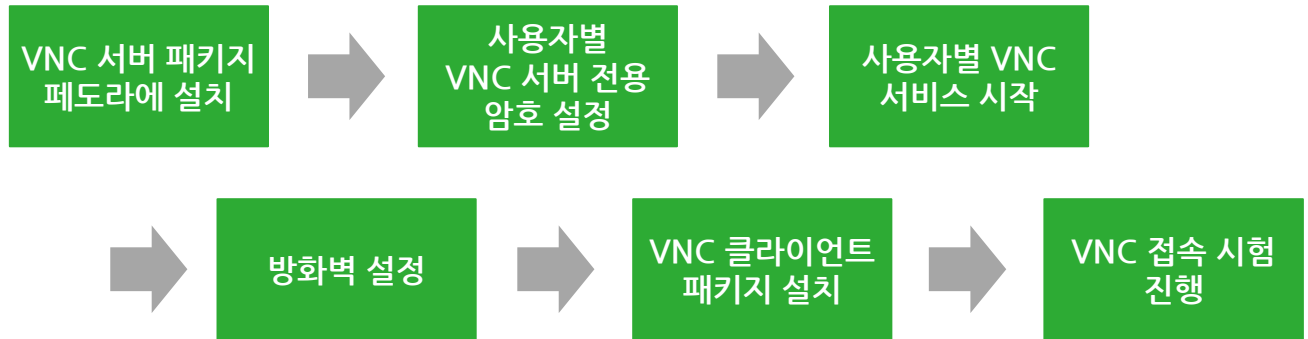 VNC 서버 패키지
페도라에 설치
사용자별
VNC 서버 전용
암호 설정
사용자별 VNC
서비스 시작
방화벽 설정
VNC 클라이언트
패키지 설치
VNC 접속 시험
진행